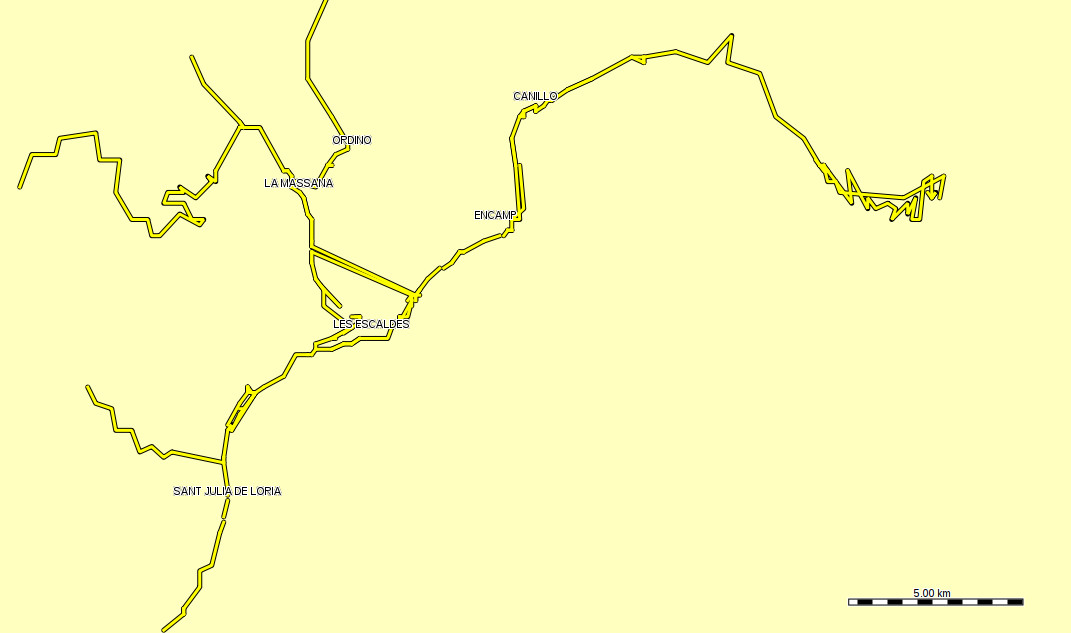 CANILLO
ORDINO
LA MASSANA
ENCAMP
LES ESCALDES
SANT JULIA DE LORIA
5.00 km